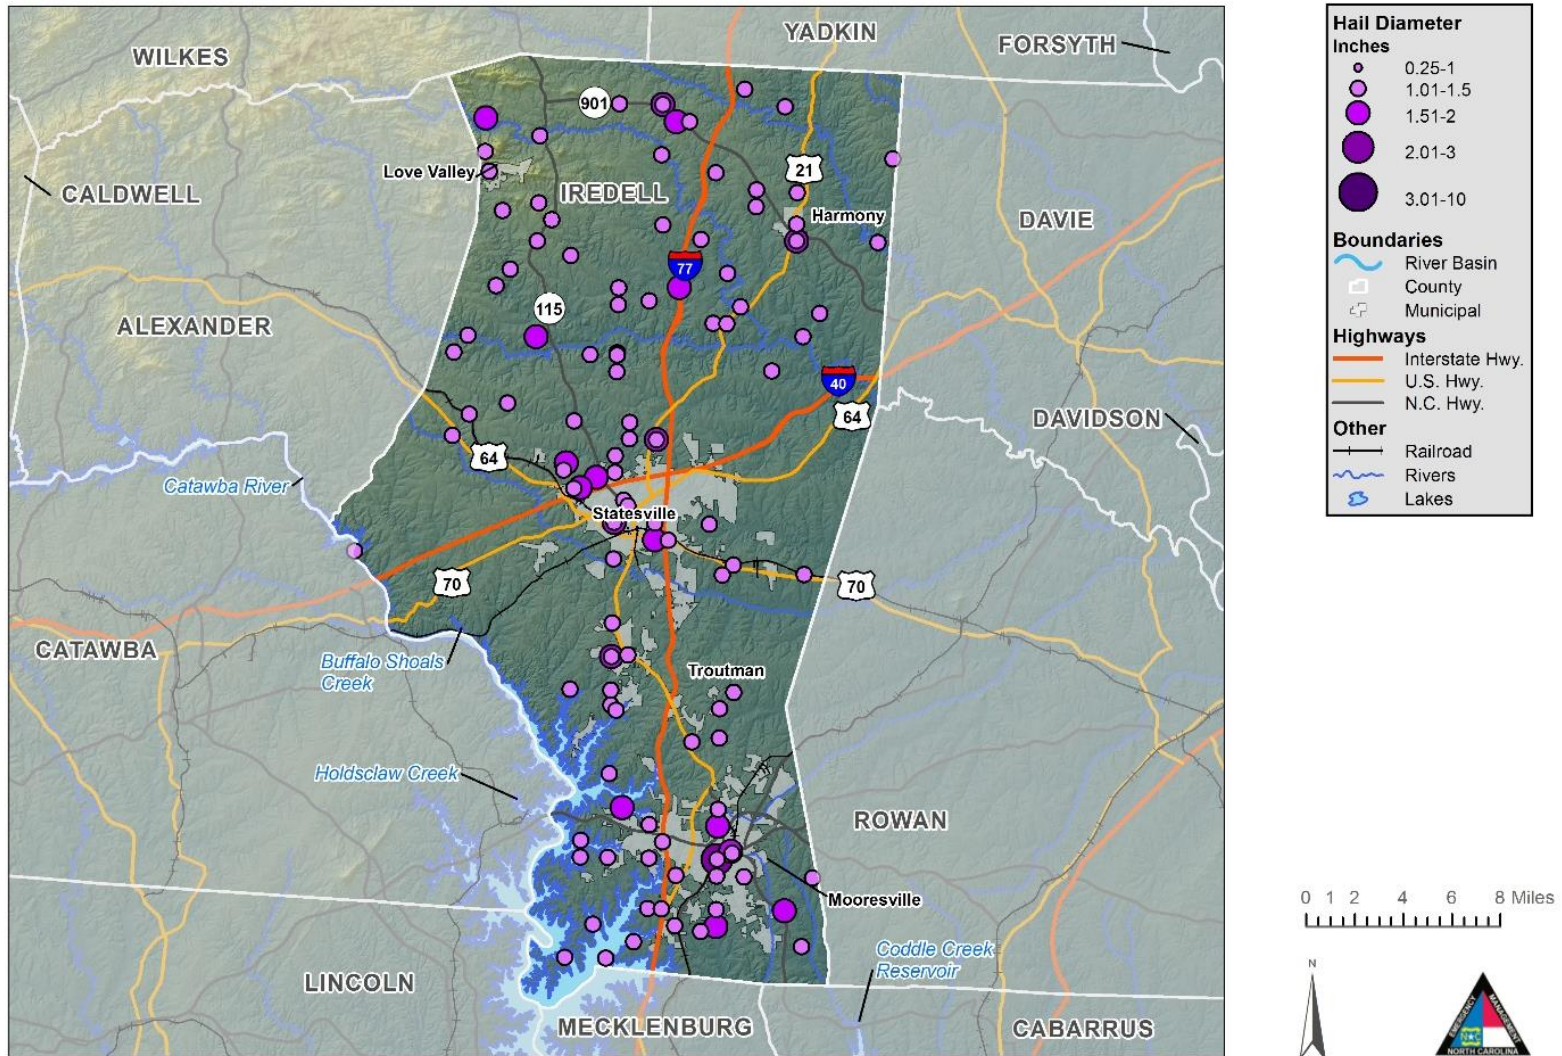 WILKES
YADKIN
FORSYTH
901
Love Valley
CALDWELL
IREDELL
21
Harmony
DAVIE
77
115
ALEXANDER
40
64
DAVIDSON
64
Catawba River
Statesville
70
70
CATAWBA
Buffalo Shoals
Creek
Troutman
Holdsclaw Creek
ROWAN
Mooresville
Coddle Creek
Reservoir
LINCOLN
MECKLENBURG
CABARRUS
Hail Diameter
Inches
0.25-1
1.01-1.5
1.51-2
2.01-3
3.01-10
Boundaries
River Basin
County
Municipal
Highways
Interstate Hwy.
U.S. Hwy.
N.C. Hwy.
Other
Railroad
Rivers
Lakes
0 1 2 4 6 8 Miles
N
EMERGENCY
MANAGEMENT
NORTH CAROLINA